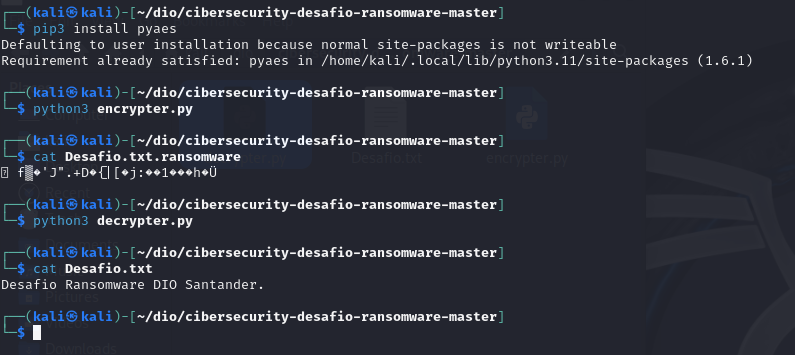 ┌──(kali㉿kali)-[~/dio/cibersecurity-desafio-ransomware-master]
└─$ pip3 install pyaes
Defaulting to user installation because normal site-packages is not writeable
Requirement already satisfied: pyaes in /home/kali/.local/lib/python3.11/site-packages (1.6.1)
┌──(kali㉿kali)-[~/dio/cibersecurity-desafio-ransomware-master]
└─$ python3 encrypter.py
┌──(kali㉿kali)-[~/dio/cibersecurity-desafio-ransomware-master]
└─$ cat Desafio.txt.ransomware
f▒�'J".+D�{[�j:��1���h�Ü
┌──(kali㉿kali)-[~/dio/cibersecurity-desafio-ransomware-master]
└─$ python3 decrypter.py
┌──(kali㉿kali)-[~/dio/cibersecurity-desafio-ransomware-master]
└─$ cat Desafio.txt
Desafio Ransomware DIO Santander.
┌──(kali㉿kali)-[~/dio/cibersecurity-desafio-ransomware-master]
└─$